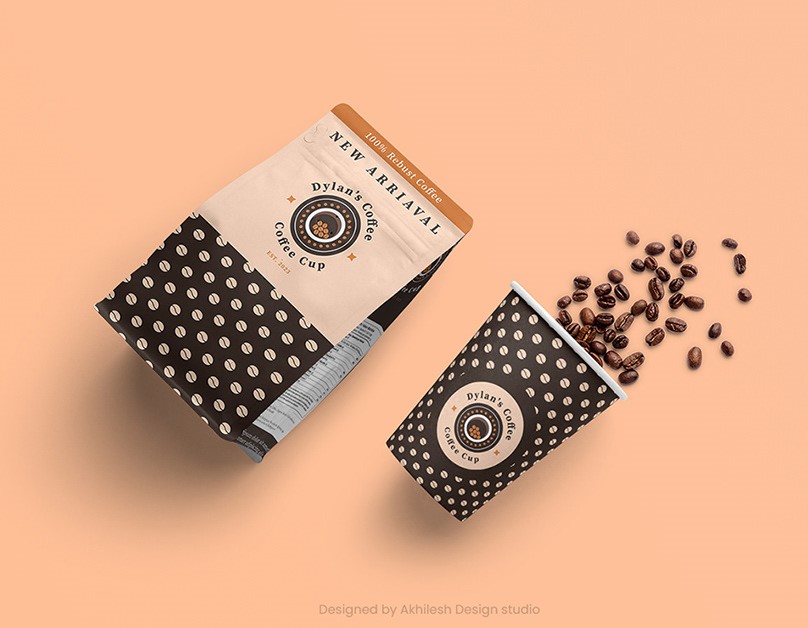 100% Robust Coffee
NEW ARRIAVAL
Dylan's Coffee
Coffee Cup
EST. 2023
Dylan's Coffee
Coffee Cup
Designed by Akhilesh Design studio